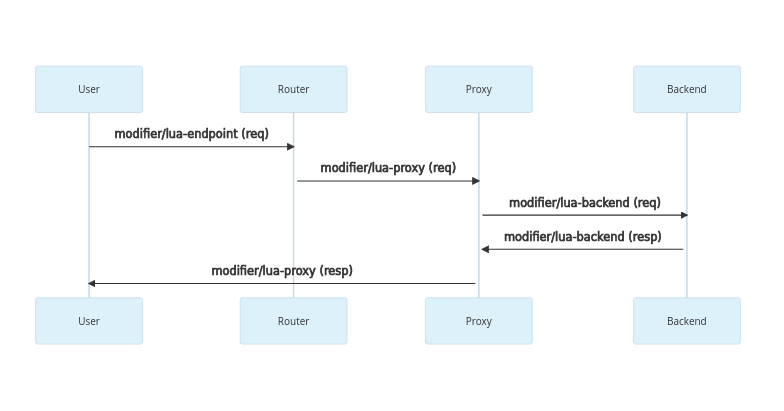 User
Router
Proxy
Backend
modifier/lua-endpoint (req)
modifier/lua-proxy (req)
modifier/lua-backend (req)
modifier/lua-backend (resp)
modifier/lua-proxy (resp)
User
Router
Proxy
Backend